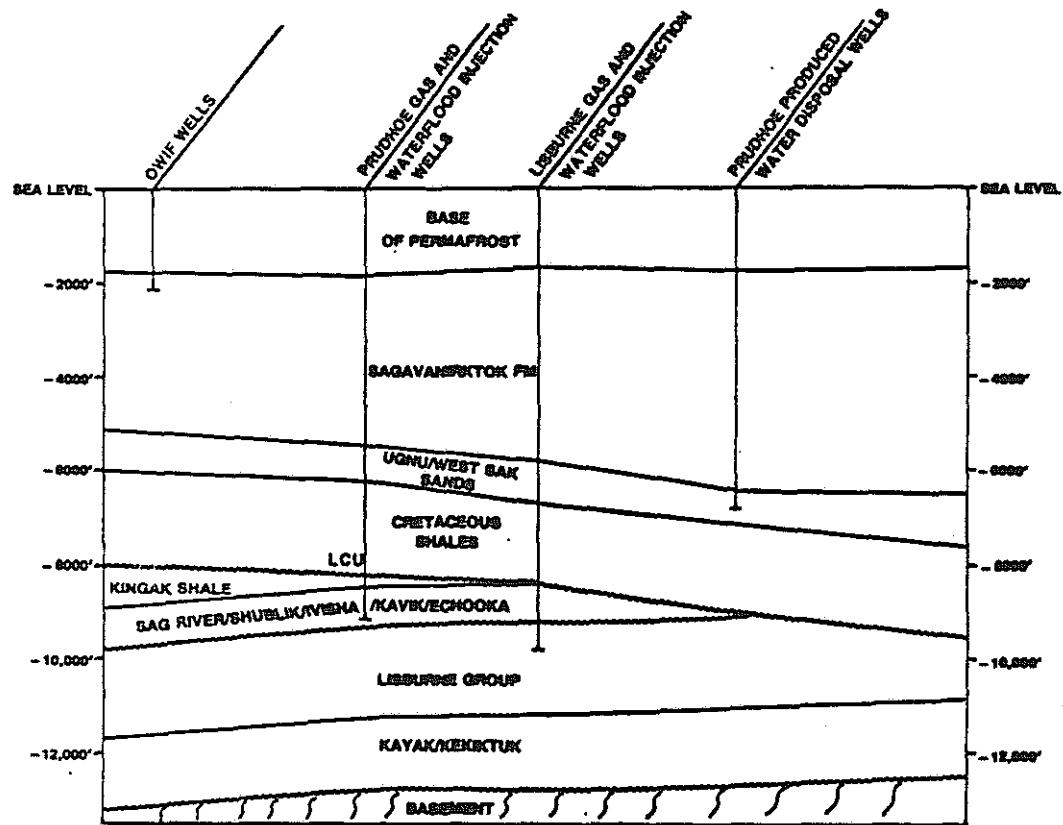 OWIF WELLS
PRUDHOE GAS AND
WATERFLOOD INJECTION
WELLS
LISBURNE GAS AND
WATERFLOOD INJECTION
WELLS
PRUDHOE PRODUCED
WATER DISPOSAL WELLS
SEA LEVEL
SEA LEVEL
BASE
OF PERMAFROST
-2000'
-2000'
SAGAVANIRKTOK FM
-4000'
-4000'
UGNU/WEST SAK
SANDS
-6000'
-6000'
CRETACEOUS
SHALES
LCU
-8000'
-8000'
KINGAK SHALE
SAG RIVER/SHUBLIK/IVISHA/KAVIK/ECHOOKA
-10,000'
-10,000'
LISBURNE GROUP
KAYAK/KEKIKTUK
-12,000'
-12,000'
BASEMENT